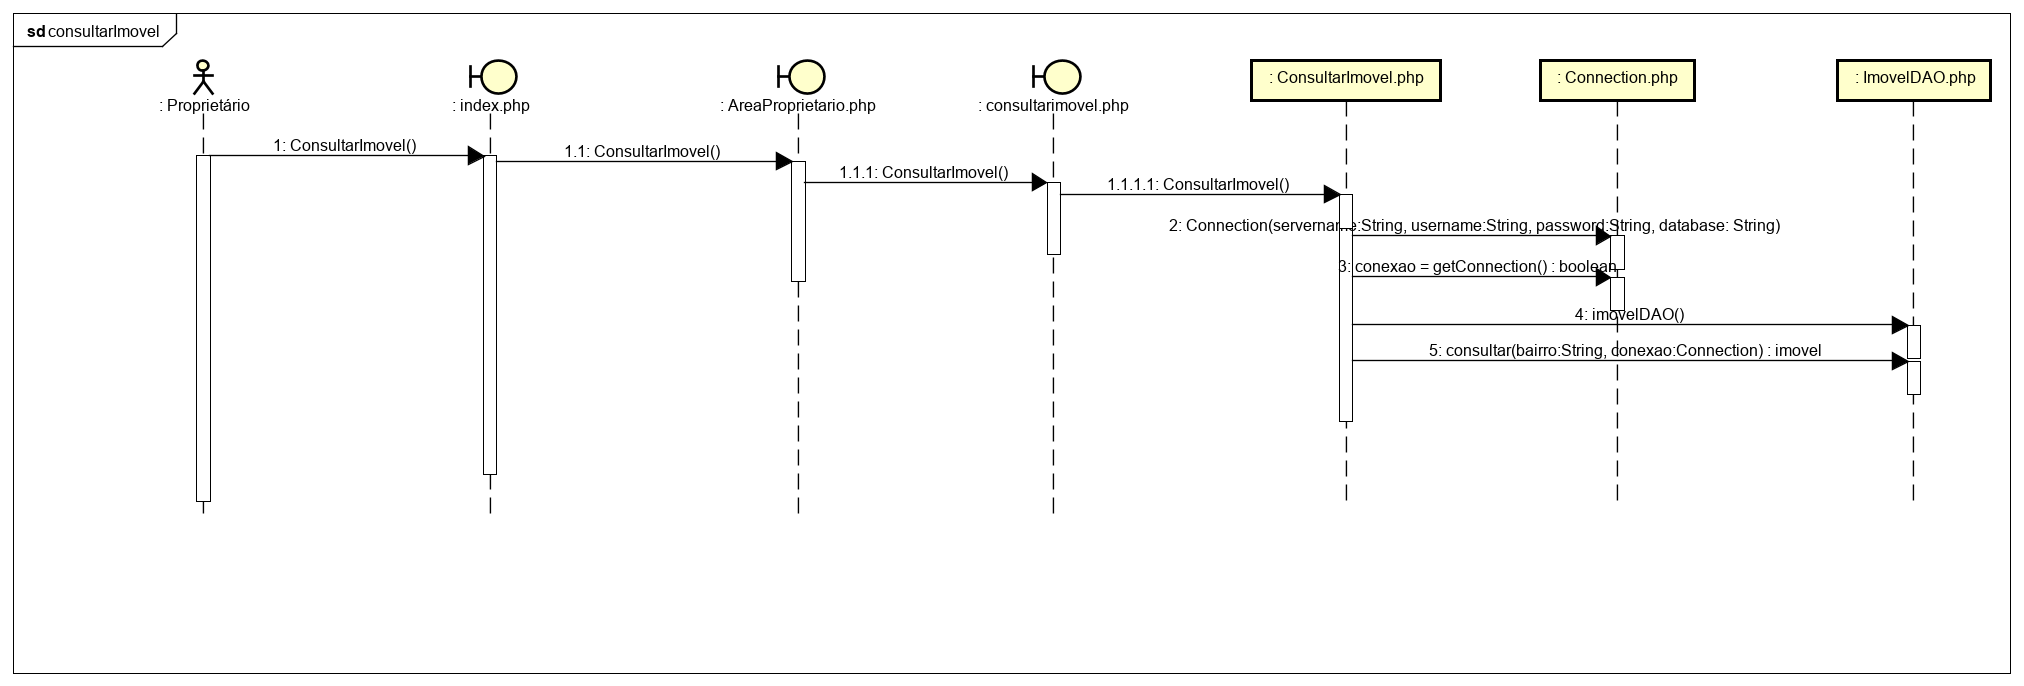 sd consultarImovel
: Proprietário
: index.php
: AreaProprietario.php
: consultarimovel.php
: ConsultarImovel.php
: Connection.php
: ImovelDAO.php
1: ConsultarImovel()
1.1: ConsultarImovel()
1.1.1: ConsultarImovel()
1.1.1.1: ConsultarImovel()
2: Connection(servername:String, username:String, password:String, database: String)
3: conexao = getConnection() : boolean
4: imovelDAO()
5: consultar(bairro:String, conexao:Connection) : imovel